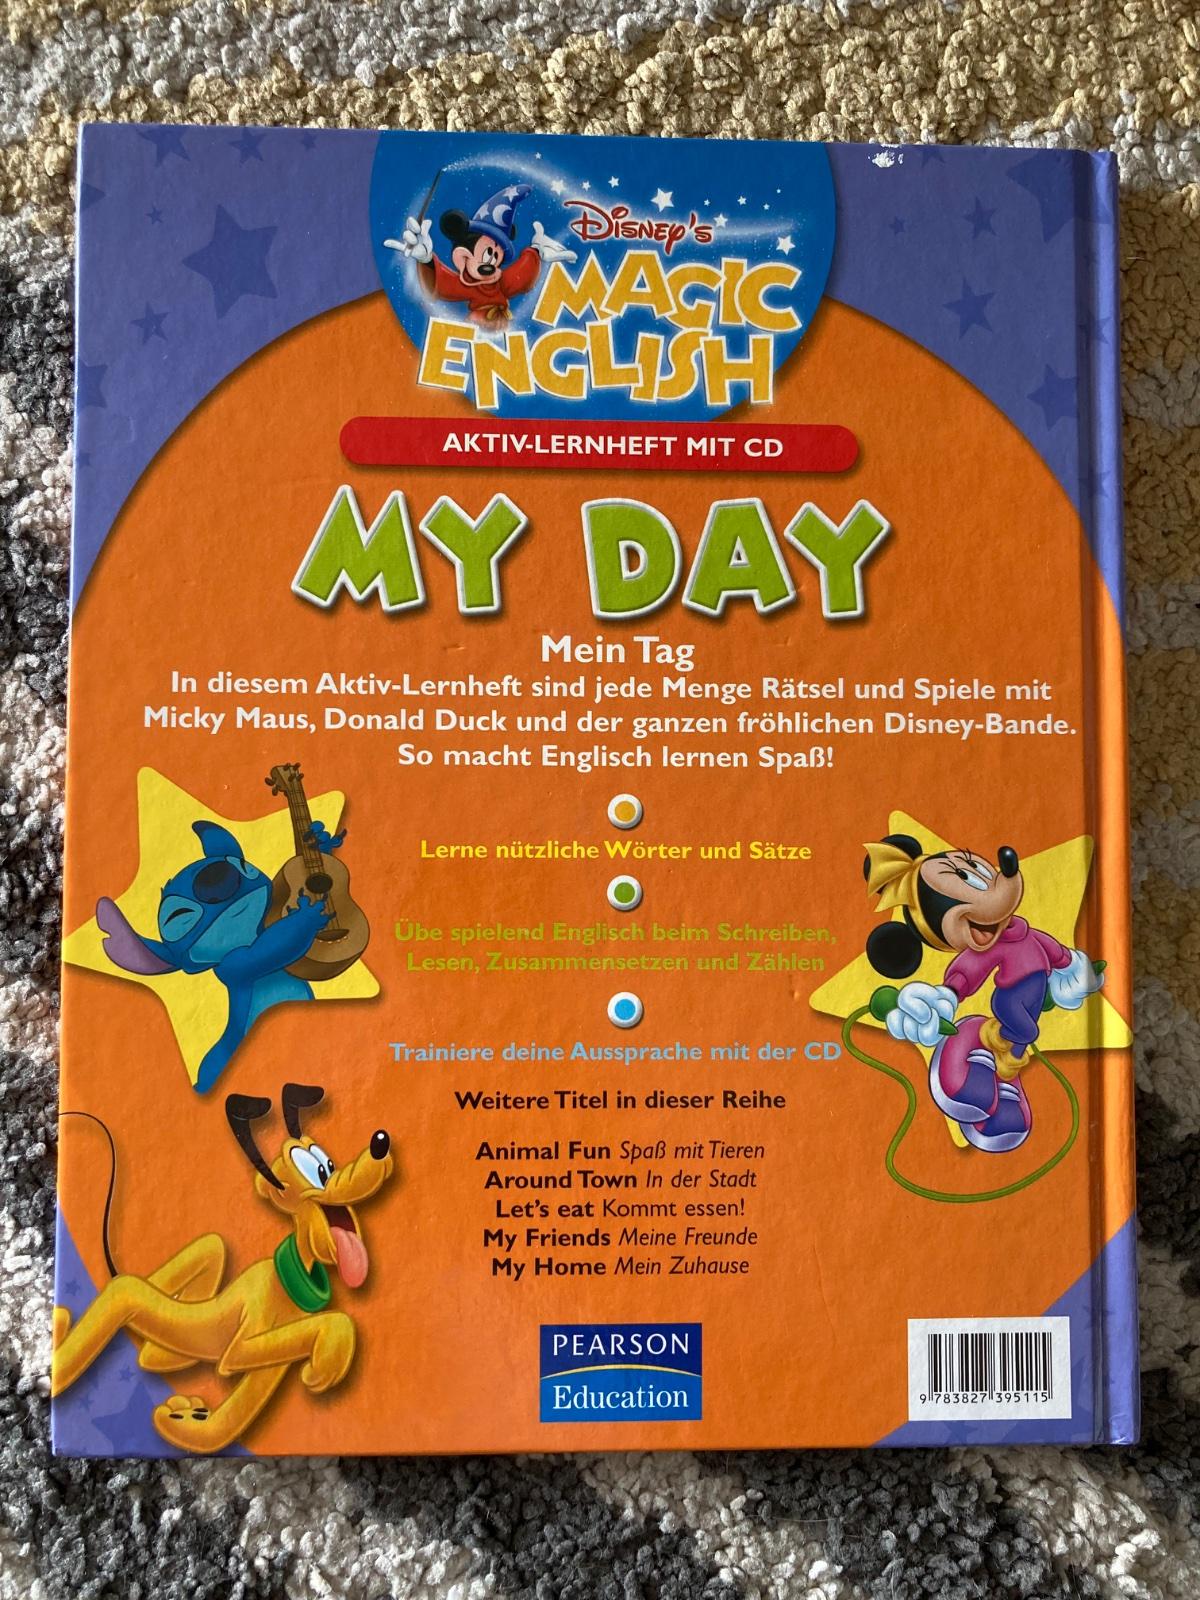 Disney's
MAGIC
ENGLISH
AKTIV-LERNHEFT MIT CD
MY DAY
Mein Tag
In diesem Aktiv-Lernheft sind jede Menge Rätsel und Spiele mit
Micky Maus, Donald Duck und der ganzen fröhlichen Disney-Bande.
So macht Englisch lernen Spaß!
Lerne nützliche Wörter und Sätze
Übe spielend Englisch beim Schreiben,
Lesen, Zusammensetzen und Zählen
Trainiere deine Aussprache mit der CD
Weitere Titel in dieser Reihe
Animal Fun Spaß mit Tieren
Around Town In der Stadt
Let's eat Kommt essen!
My Friends Meine Freunde
My Home Mein Zuhause
PEARSON
Education
9 783827 395115